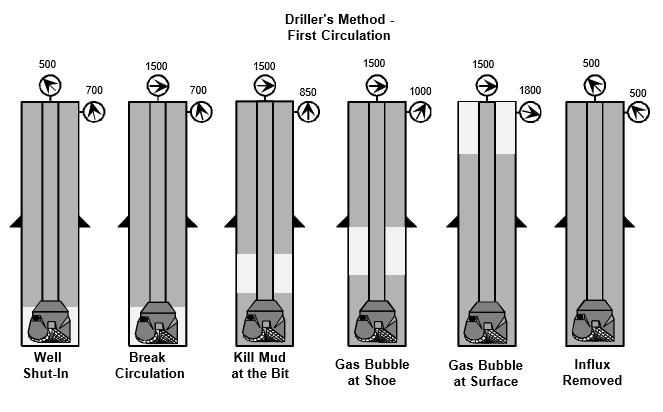 Driller's Method -
First Circulation
500
700
1500
700
1500
850
1500
1000
1500
1800
500
500
Well
Shut-In
Break
Circulation
Kill Mud
at the Bit
Gas Bubble
at Shoe
Gas Bubble
at Surface
Influx
Removed